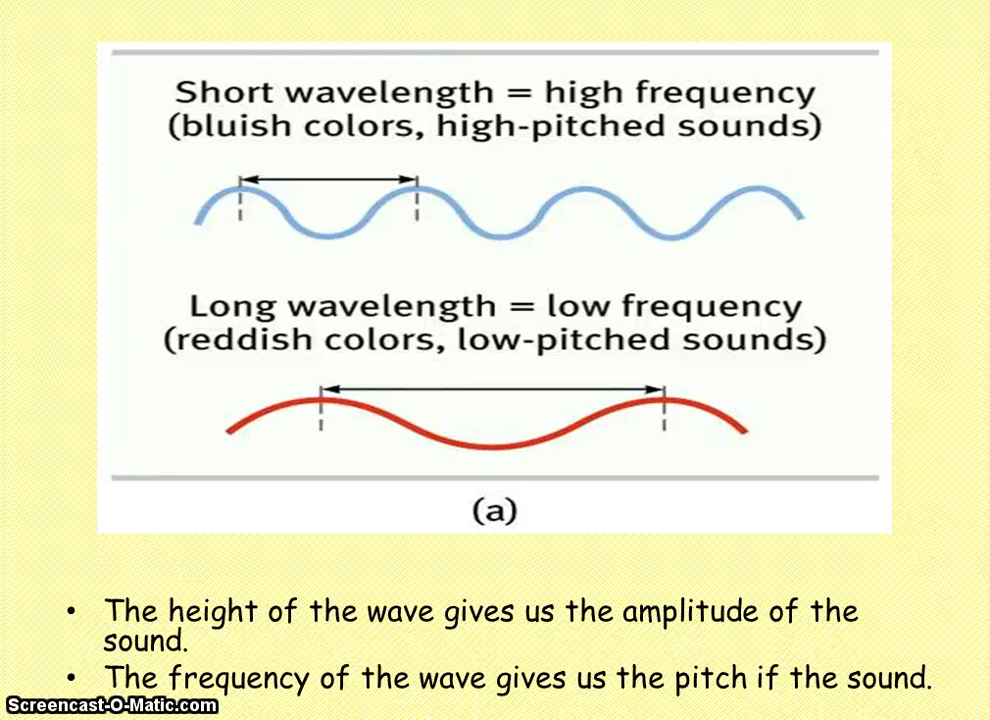 Short wavelength = high frequency
(bluish colors, high-pitched sounds)
Long wavelength = low frequency
(reddish colors, low-pitched sounds)
(a)
• The height of the wave gives us the amplitude of the
sound.
• The frequency of the wave gives us the pitch if the sound.
Screencast-O-Matic.com